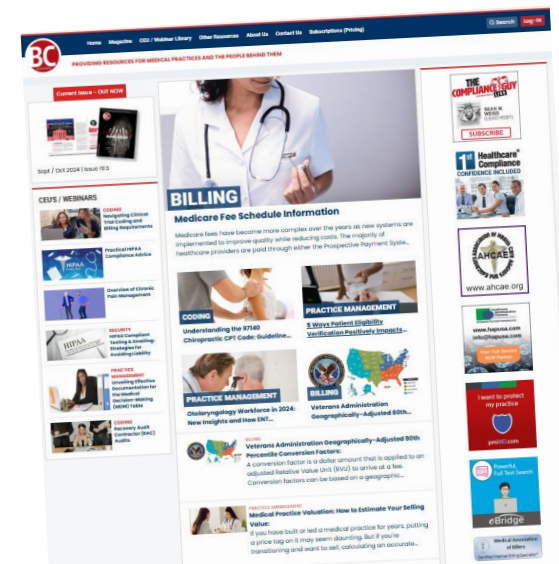 BC
Home Magazine CEU / Webinar Library Other Resources About Us Contact Us Subscriptions (Pricing)
Search Log-IN
PROVIDING RESOURCES FOR MEDICAL PRACTICES AND THE PEOPLE BEHIND THEM
Current Issue - OUT NOW
Sept / Oct 2024 | Issue 19.5
CEU'S / WEBINARS
CODING
Navigating Clinical
Trial Coding and
Billing Requirements
HIPAA
Practical HIPAA
Compliance Advice
Overview of Chronic
Pain Management
HIPAA
SECURITY
HIPAA Compliant
Texting & Emailing:
Strategies for
Avoiding Liability
PRACTICE
MANAGEMENT
Unveiling Effective
Documentation for
the Medical
Decision-Making
(MDM) Table
CODING
Recovery Audit
Contractor (RAC)
Audits
BILLING
Medicare Fee Schedule Information
Medicare fees have become more complex over the years as new systems are
implemented to improve quality while reducing costs. The majority of
healthcare providers are paid through either the Prospective Payment Syste...
CODING
Understanding the 97140
Chiropractic CPT Code: Guideline...
PRACTICE MANAGEMENT
5 Ways Patient Eligibility
Verification Positively Impacts...
PRACTICE MANAGEMENT
Otolaryngology Workforce in 2024:
New Insights and How ENT...
BILLING
Veterans Administration
Geographically-Adjusted 80th...
BILLING
Veterans Administration Geographically-Adjusted 80th
Percentile Conversion Factors:
A conversion factor is a dollar amount that is applied to an
adjusted Relative Value Unit (RVU) to arrive at a fee.
Conversion factors can be based on a geographic...
PRACTICE MANAGEMENT
Medical Practice Valuation: How to Estimate Your Selling
Value:
If you have built or led a medical practice for years, putting
a price tag on it may seem daunting. But if you're
transitioning and want to sell, calculating an accurate...
THE
COMPLIANCE GUY
LIVE
SEAN M.
WEISS
(LEAD HOST)
SUBSCRIBE
1st Healthcare
Compliance
CONFIDENCE INCLUDED
AHCAE
www.ahcae.org
www.hapusa.com
info@hapusa.com
Your Full Service
I want to protect
my practice
prsMD.com
Powerful,
Full Text Search
eBridge
Medical Association
of Billers